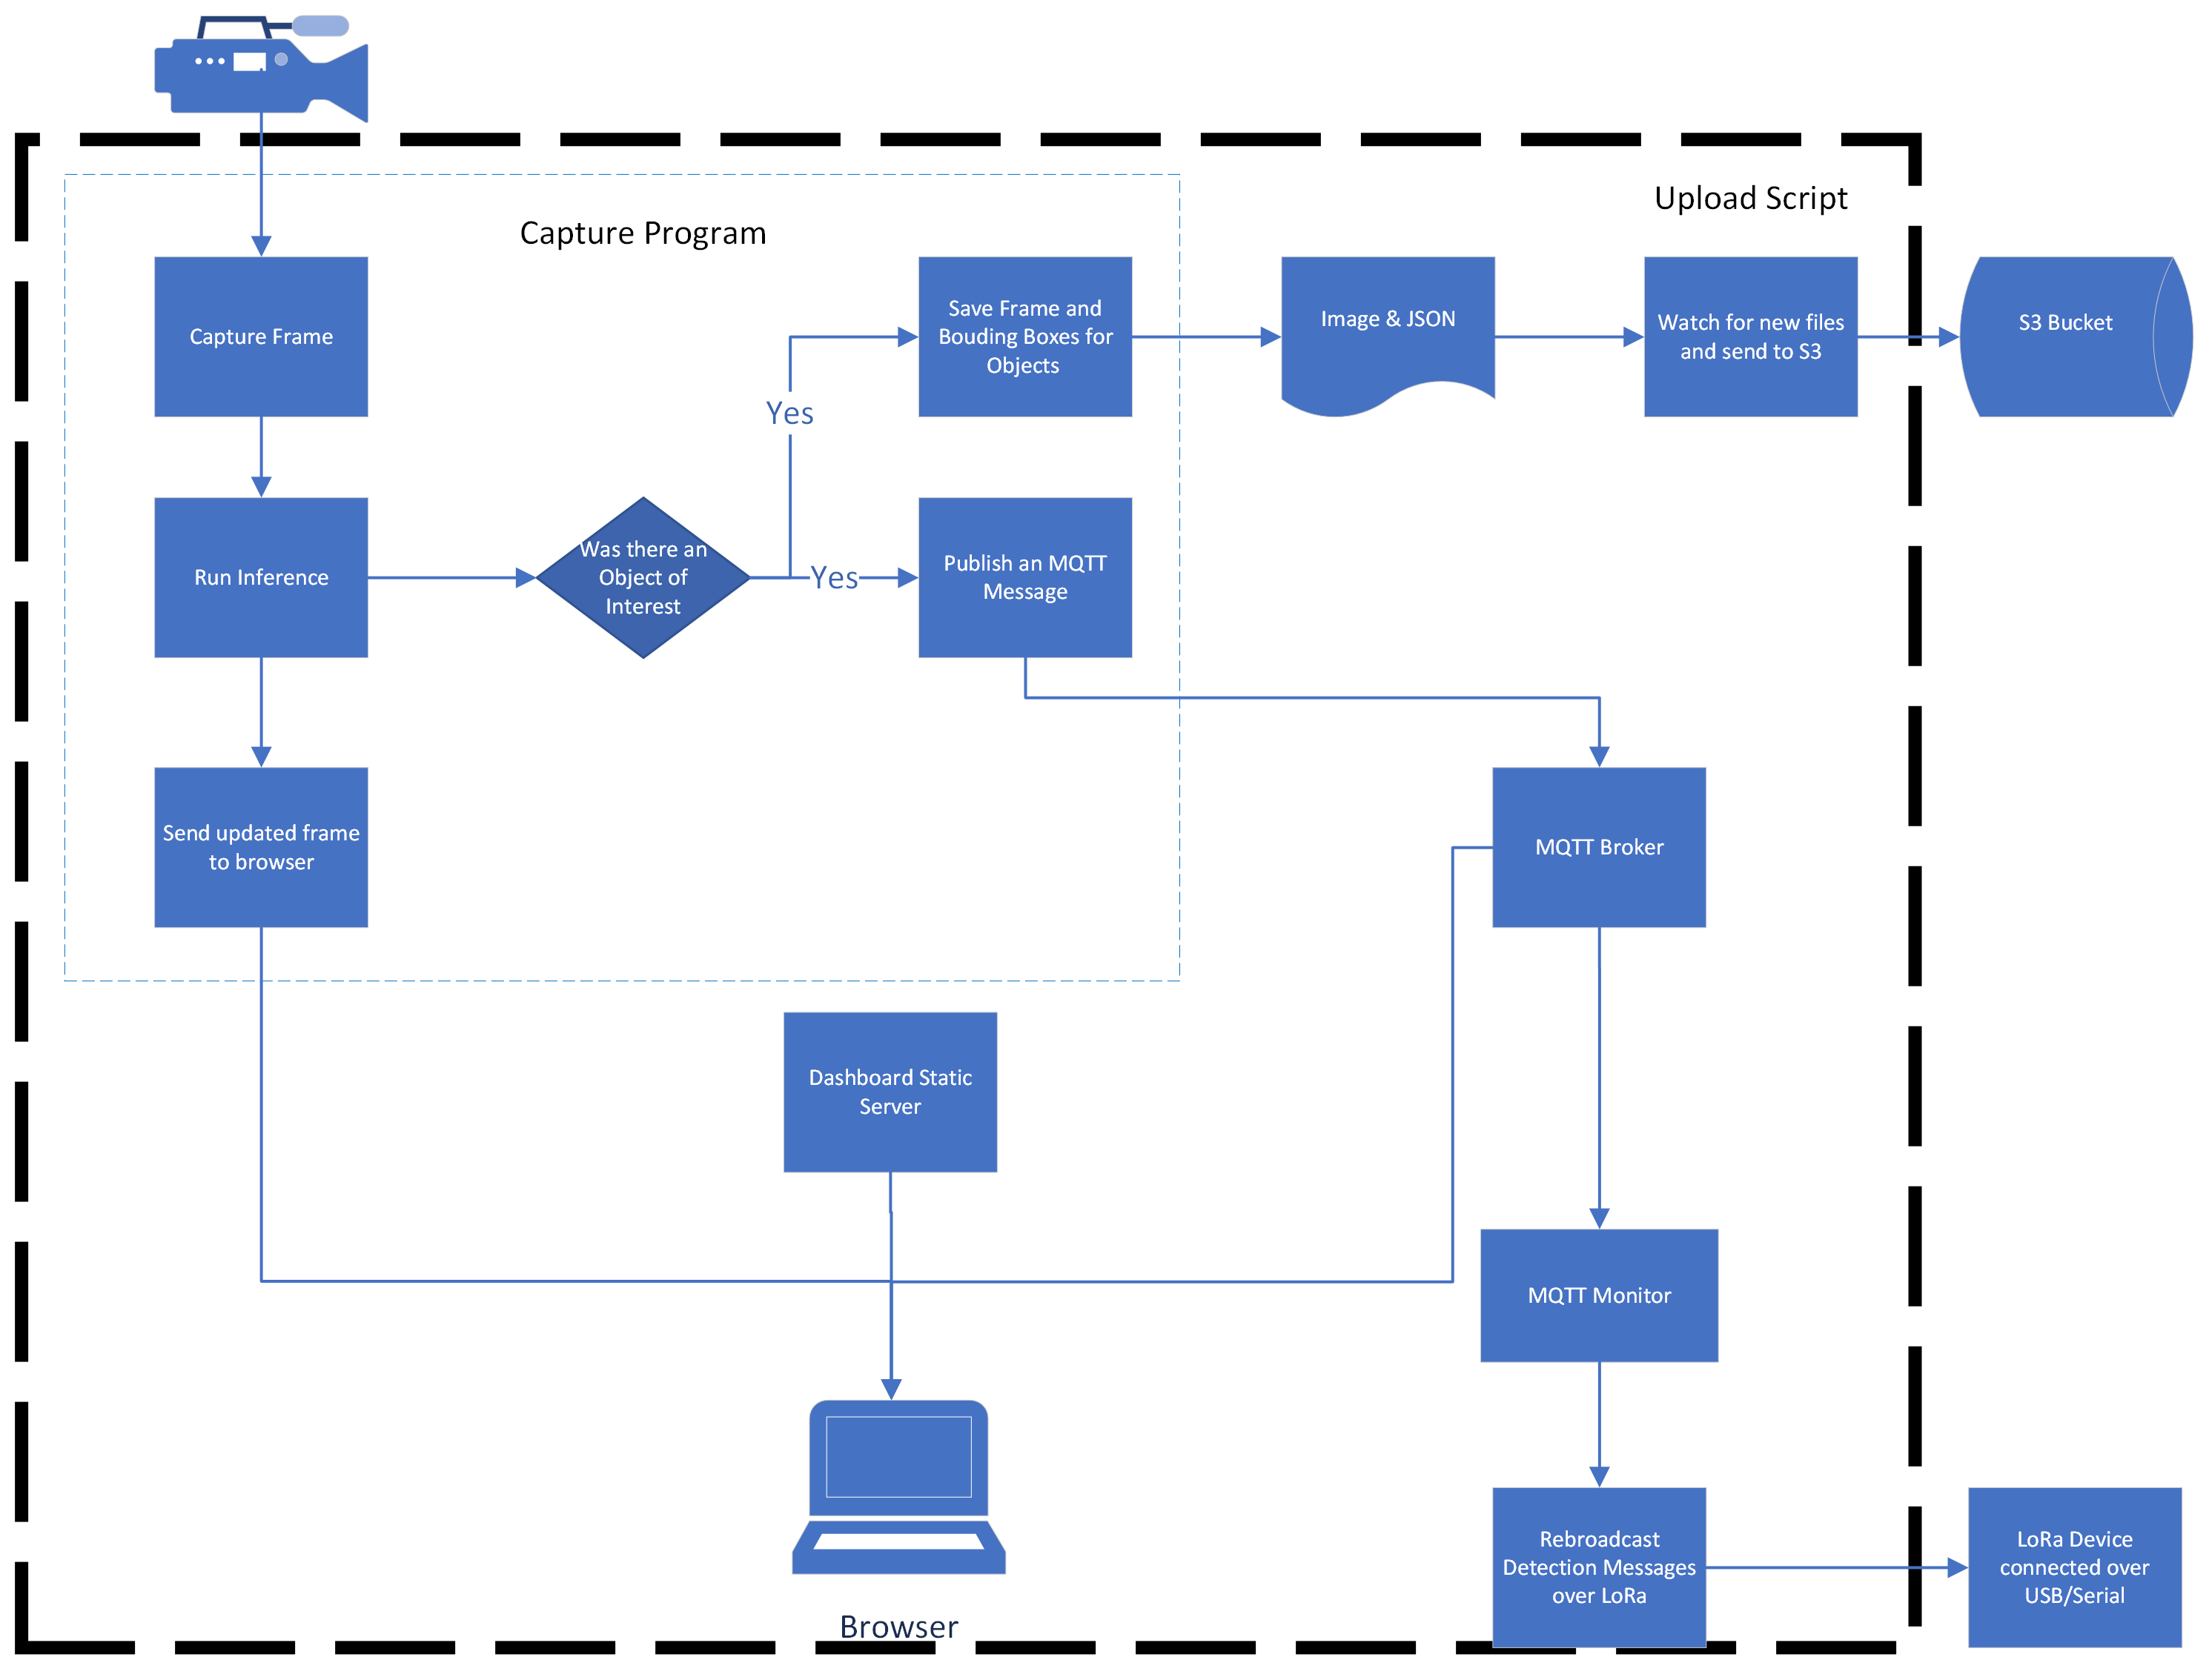 Upload Script
Capture Program
Capture Frame
Save Frame and
Bouding Boxes for
Objects
Image & JSON
Watch for new files
and send to S3
S3 Bucket
Yes
Run Inference
Was there an
Object of
Interest
Yes
Publish an MQTT
Message
Send updated frame
to browser
MQTT Broker
Dashboard Static
Server
MQTT Monitor
Rebroadcast
Detection Messages
over LoRa
LoRa Device
connected over
USB/Serial
Browser